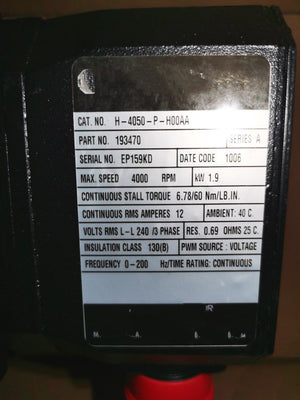 CAT. NO. H-4050-P-H00AA
PART NO. 193470 SERIES: A
SERIAL NO. EP159KD DATE CODE 1006
MAX. SPEED 4000 RPM kW 1.9
CONTINUOUS STALL TORQUE 6.78/60 Nm/LB.IN.
CONTINUOUS RMS AMPERES 12 AMBIENT: 40 C.
VOLTS RMS L-L 240 /3 PHASE RES. 0.69 OHMS 25 C.
INSULATION CLASS 130(B) PWM SOURCE : VOLTAGE
FREQUENCY 0-200 Hz/TIME RATING: CONTINUOUS